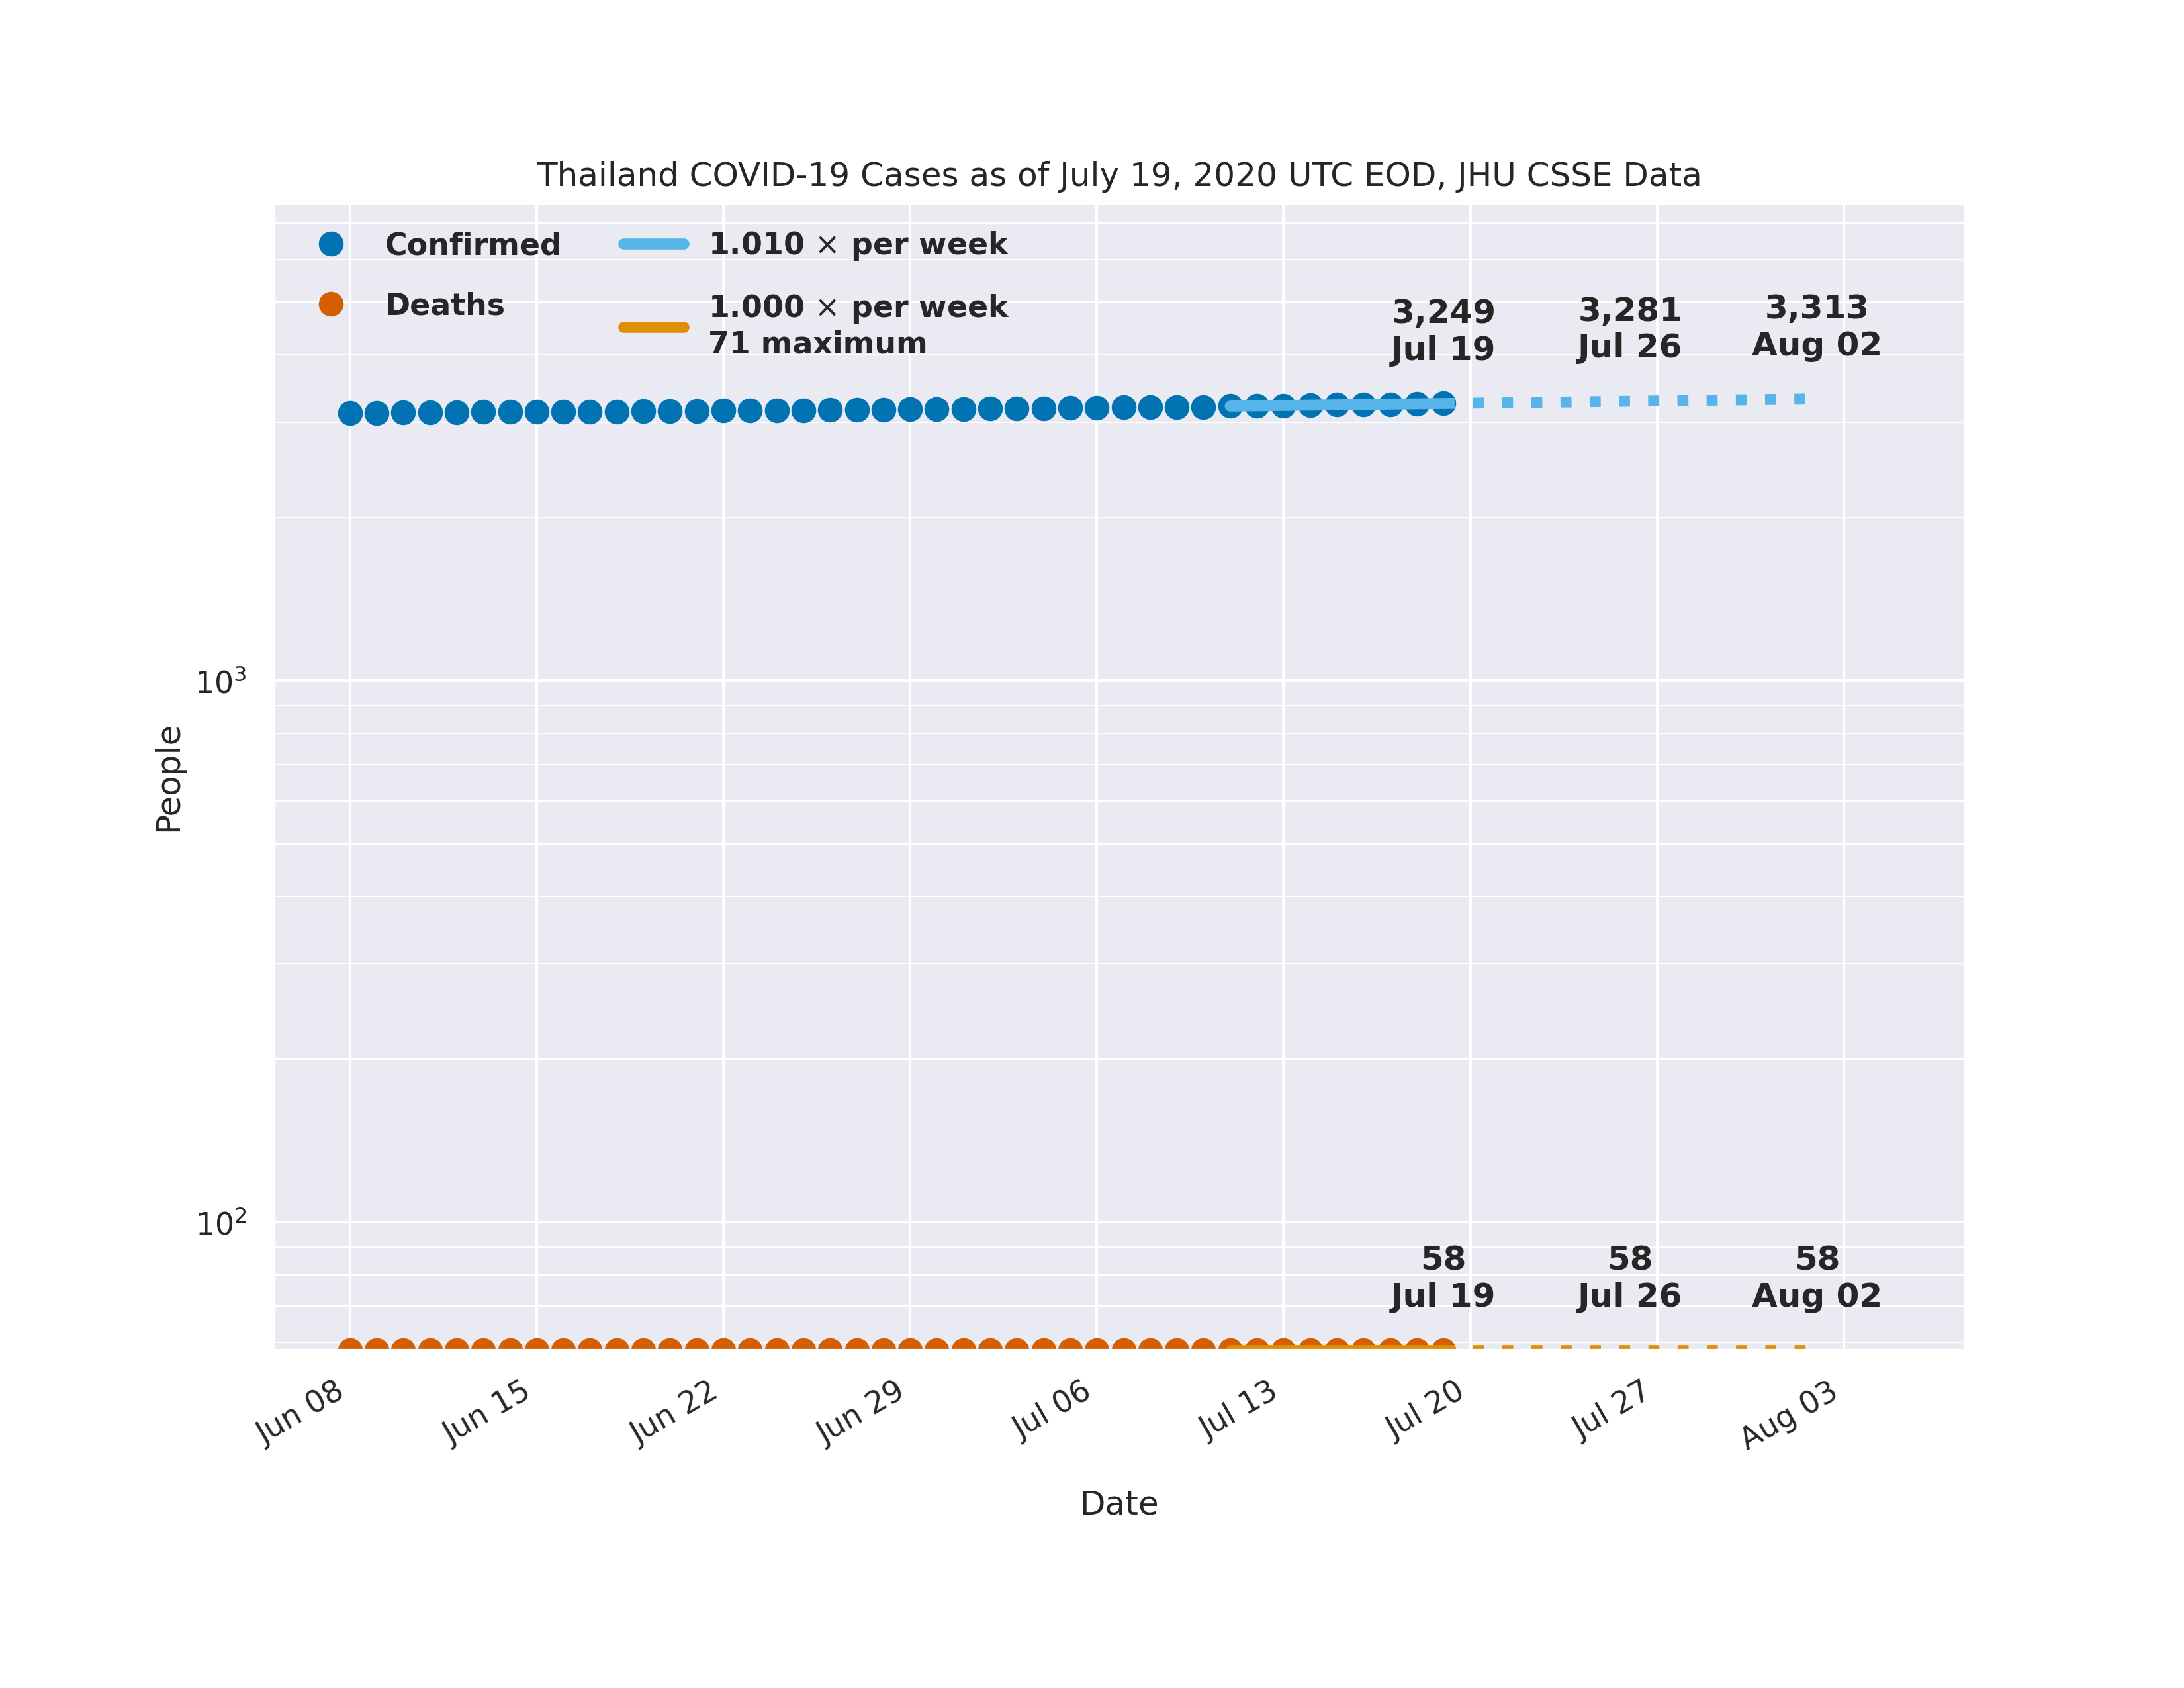 Thailand COVID-19 Cases as of July 19, 2020 UTC EOD, JHU CSSE Data
Confirmed
Deaths
1.010 × per week
1.000 × per week
71 maximum
3,249
Jul 19
3,281
Jul 26
3,313
Aug 02
10³
People
10²
58
Jul 19
58
Jul 26
58
Aug 02
Jun 08
Jun 15
Jun 22
Jun 29
Jul 06
Jul 13
Jul 20
Jul 27
Aug 03
Date